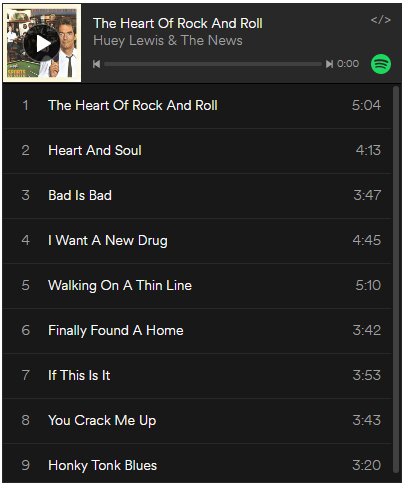 The Heart Of Rock And Roll
Huey Lewis & The News
</>
0:00
SPORTS
1 The Heart Of Rock And Roll 5:04
2 Heart And Soul 4:13
3 Bad Is Bad 3:47
4 I Want A New Drug 4:45
5 Walking On A Thin Line 5:10
6 Finally Found A Home 3:42
7 If This Is It 3:53
8 You Crack Me Up 3:43
9 Honky Tonk Blues 3:20